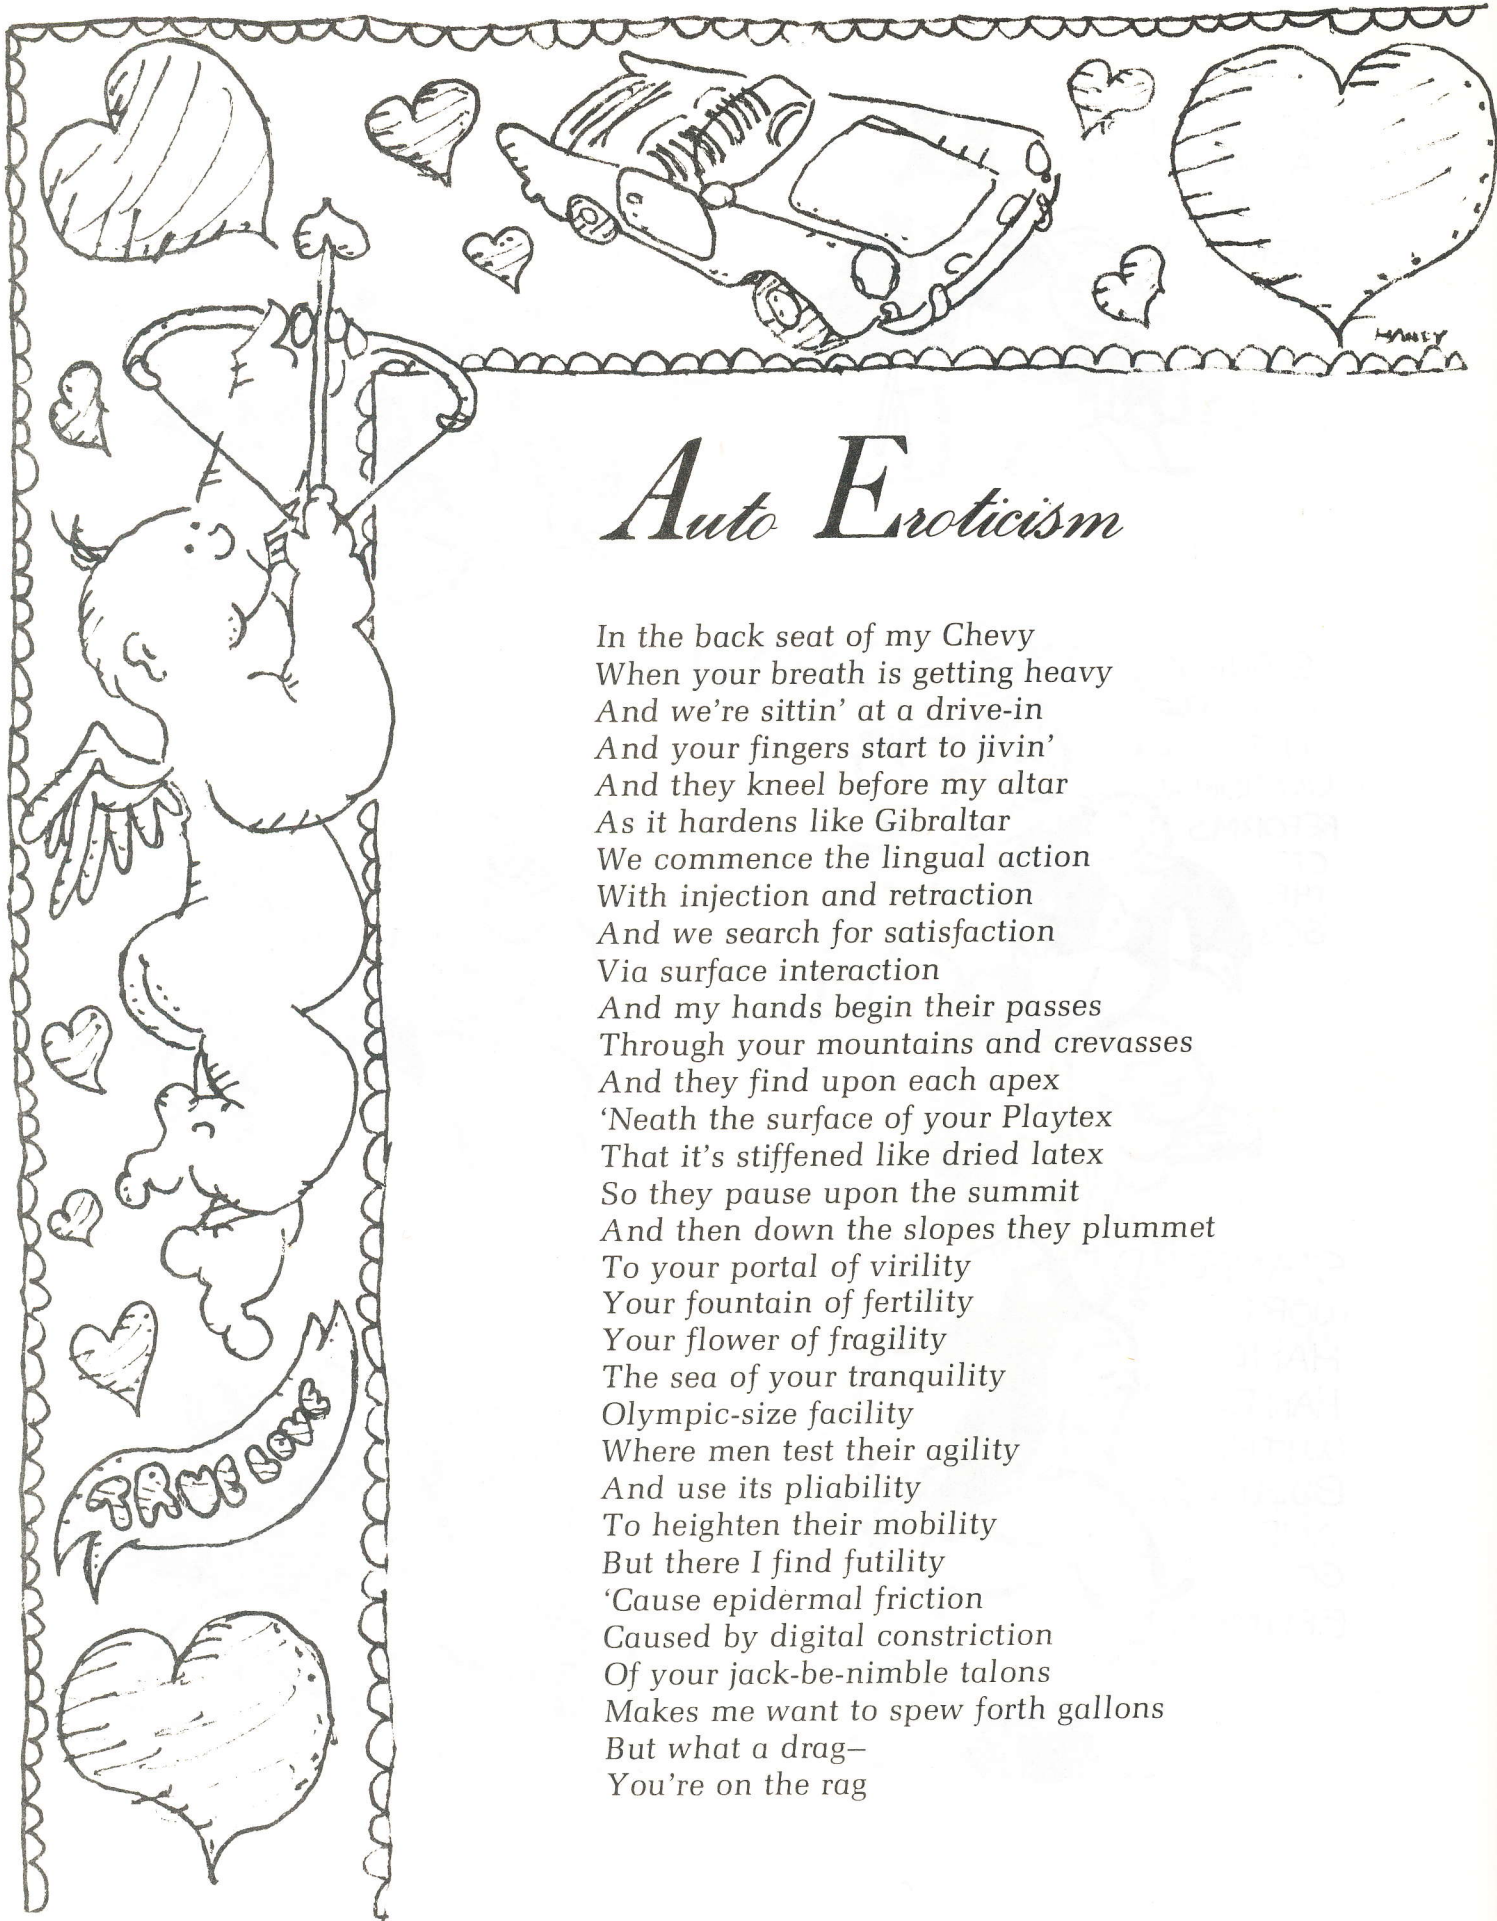 HANEY
Auto Eroticism
In the back seat of my Chevy
When your breath is getting heavy
And we're sittin' at a drive-in
And your fingers start to jivin'
And they kneel before my altar
As it hardens like Gibraltar
We commence the lingual action
With injection and retraction
And we search for satisfaction
Via surface interaction
And my hands begin their passes
Through your mountains and crevasses
And they find upon each apex
'Neath the surface of your Playtex
That it's stiffened like dried latex
So they pause upon the summit
And then down the slopes they plummet
To your portal of virility
Your fountain of fertility
Your flower of fragility
The sea of your tranquility
Olympic-size facility
Where men test their agility
And use its pliability
To heighten their mobility
But there I find futility
'Cause epidermal friction
Caused by digital constriction
Of your jack-be-nimble talons
Makes me want to spew forth gallons
But what a drag—
You're on the rag
TRUE LOVE